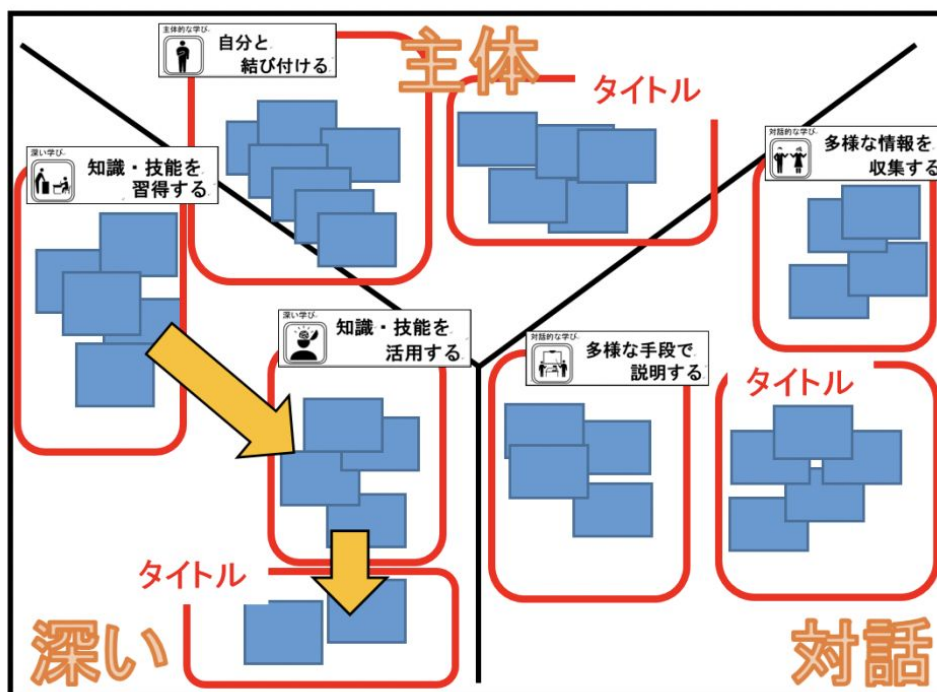 主体的な学び
自分と
結び付ける
主体
タイトル
深い学び
知識・技能を
習得する
対話的な学び
多様な情報を
収集する
深い学び
知識・技能を
活用する
対話的な学び
多様な手段で
説明する
タイトル
タイトル
深い
対話